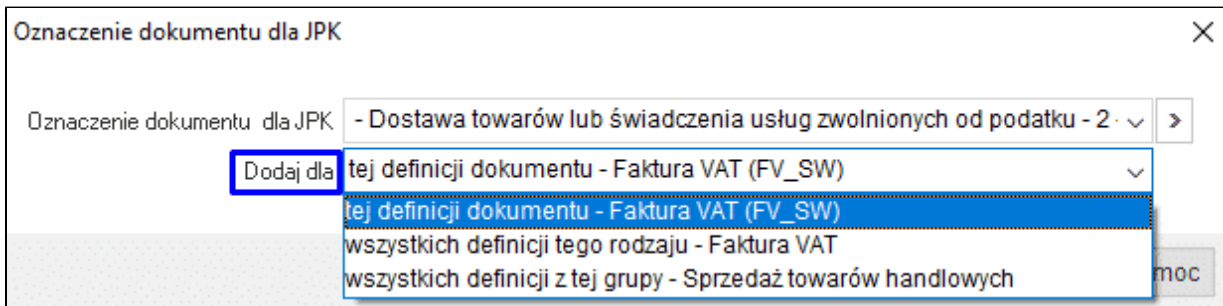 Oznaczenie dokumentu dla JPK
Oznaczenie dokumentu dla JPK - Dostawa towarów lub świadczenia usług zwolnionych od podatku - 2
Dodaj dla tej definicji dokumentu - Faktura VAT (FV_SW)
tej definicji dokumentu - Faktura VAT (FV_SW)
wszystkich definicji tego rodzaju - Faktura VAT
wszystkich definicji z tej grupy - Sprzedaż towarów handlowych
moc